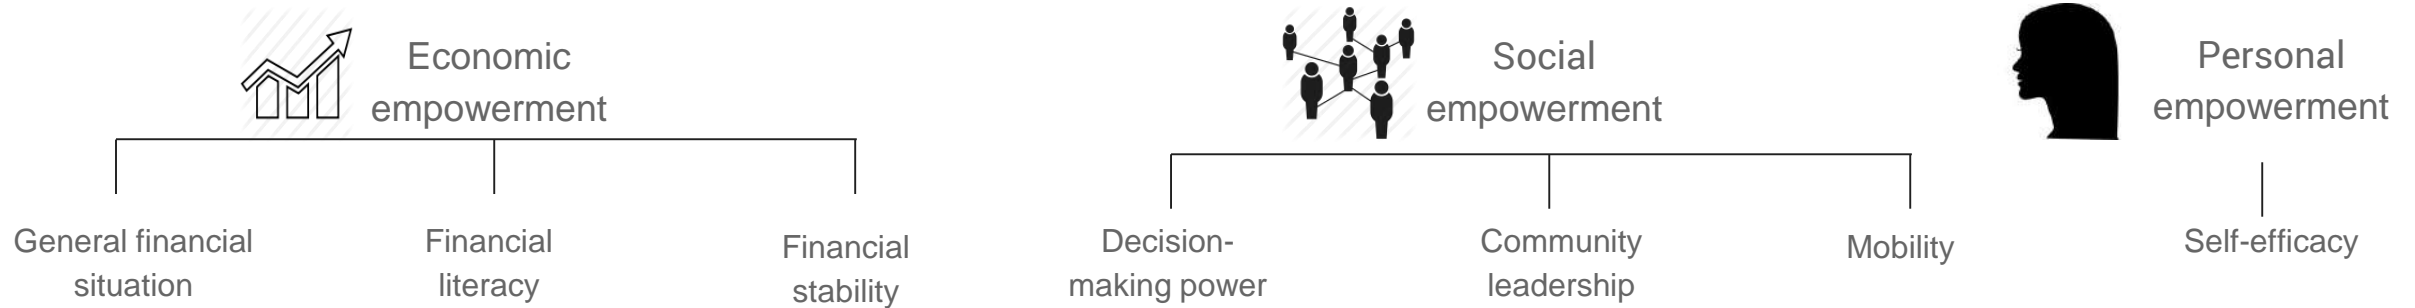 Economic
empowerment
General financial
situation
Financial
literacy
Financial
stability
Social
empowerment
Decision-
making power
Community
leadership
Mobility
Personal
empowerment
Self-efficacy